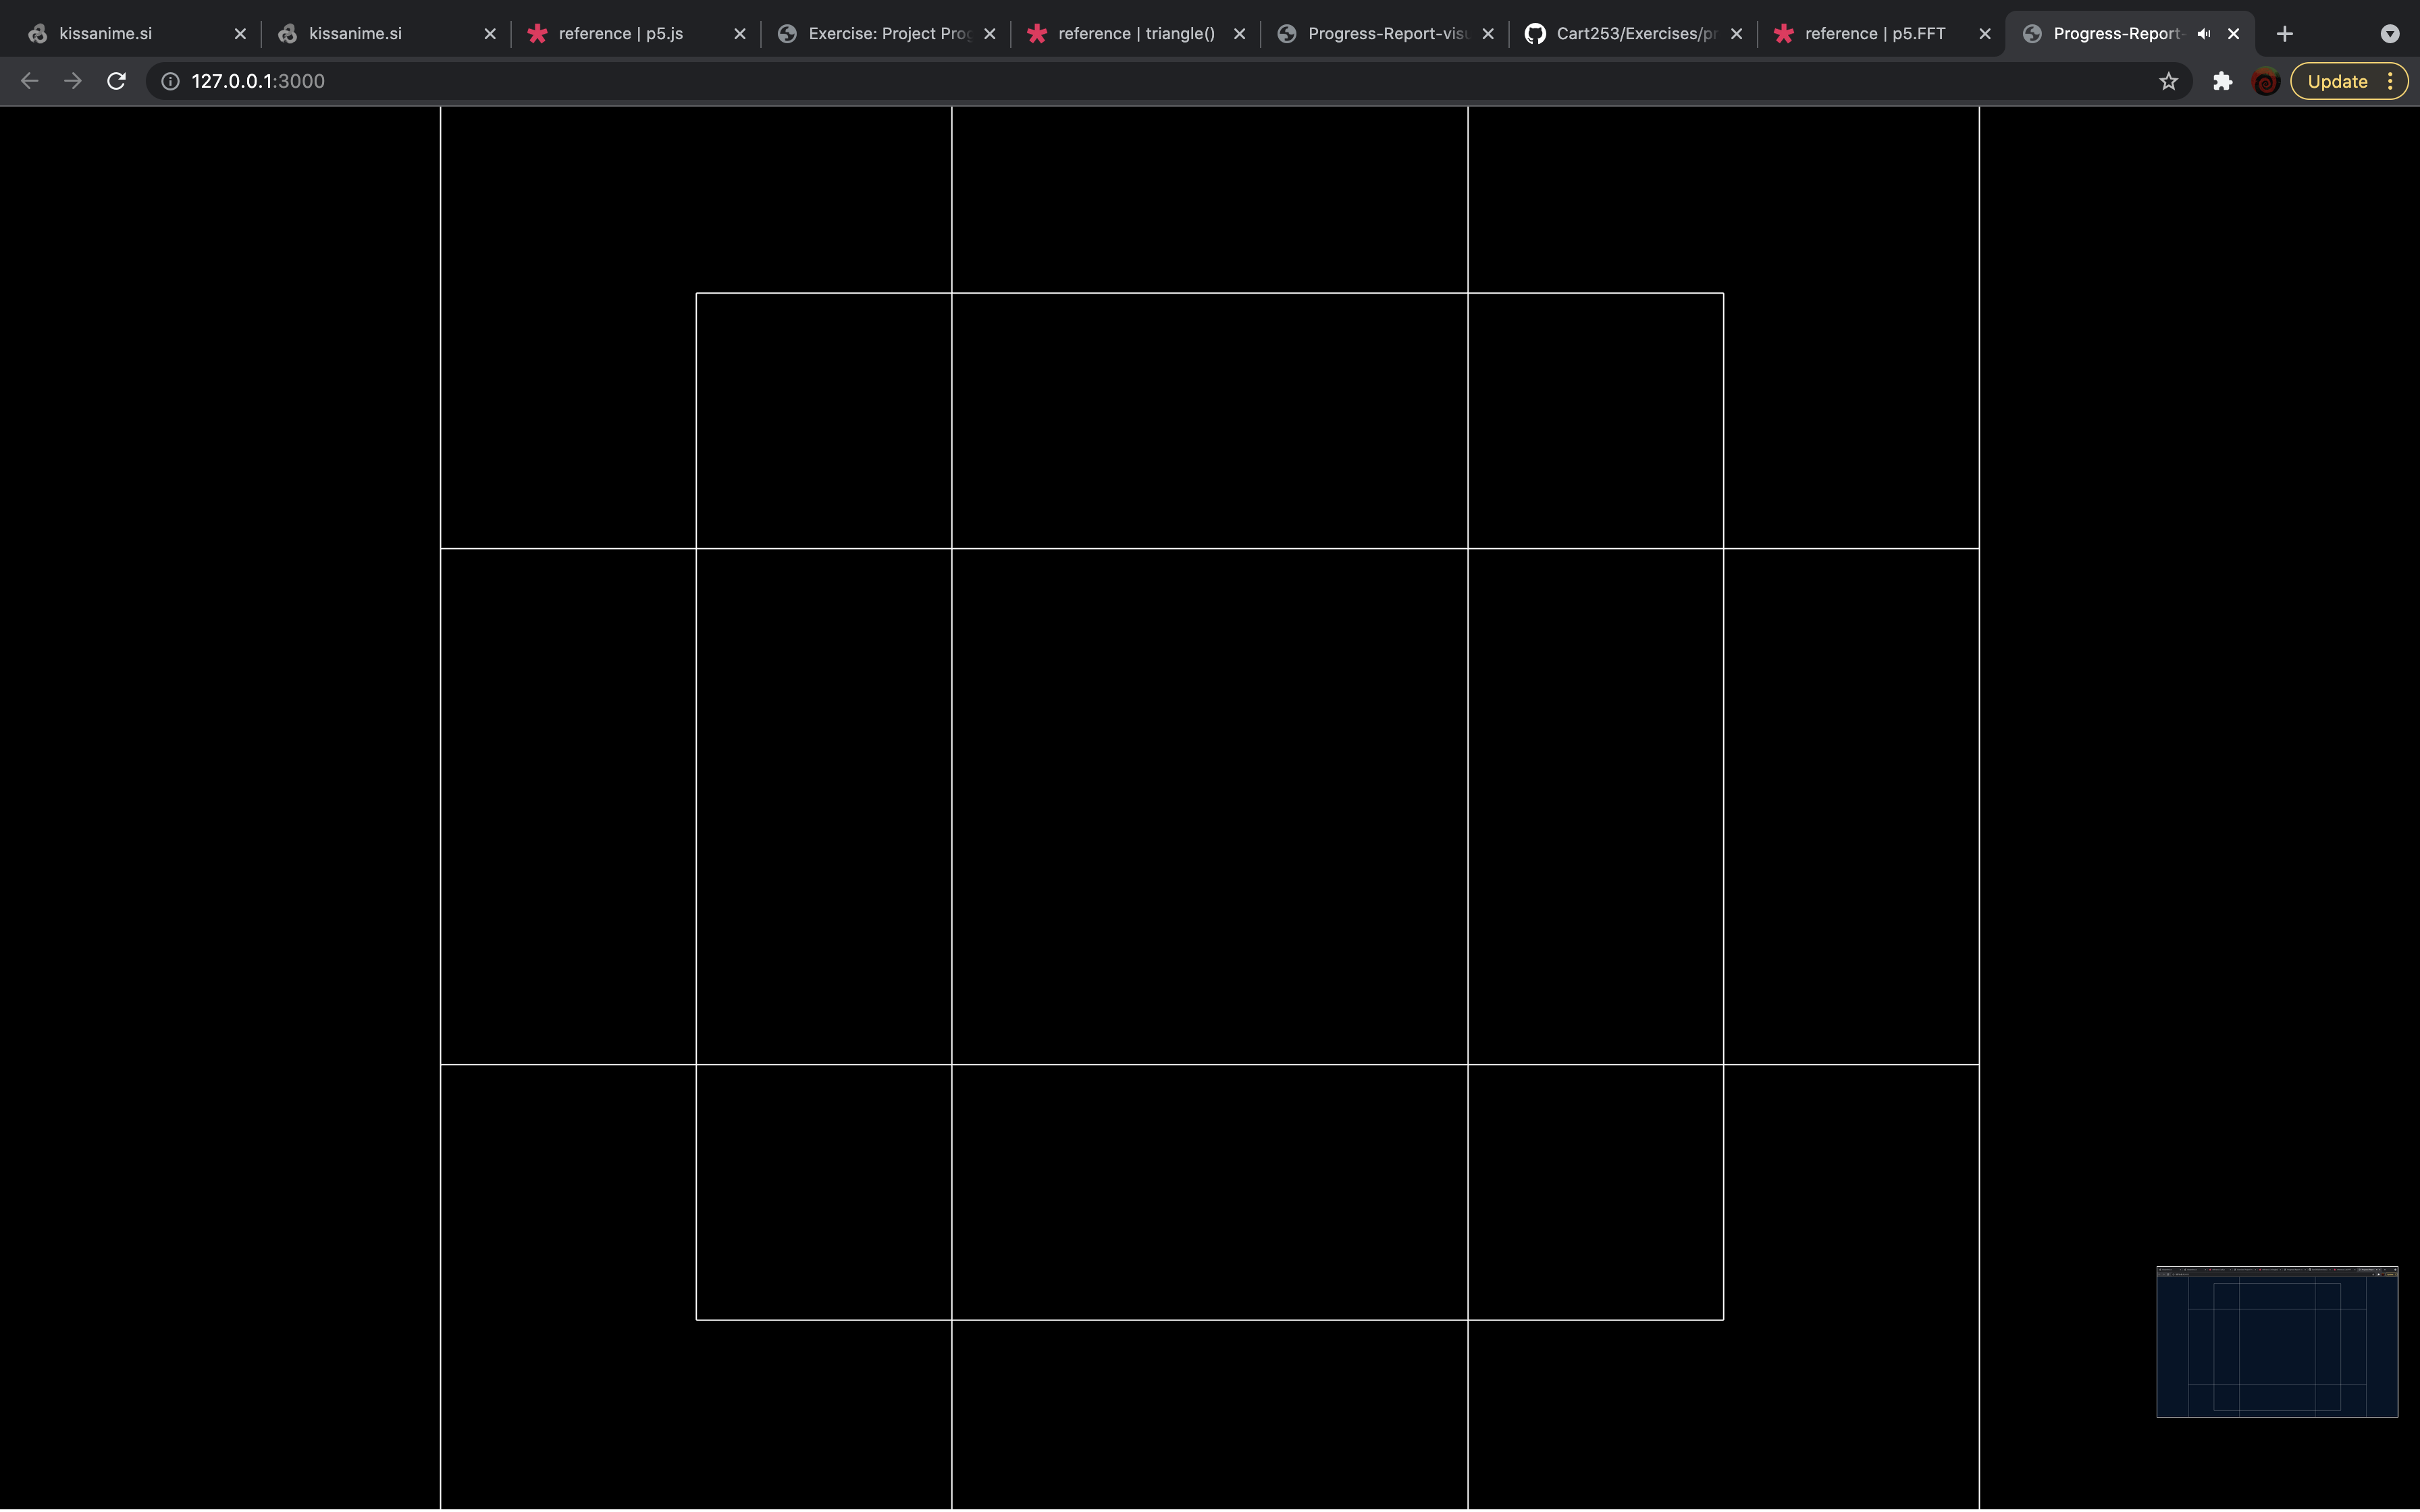 kissanime.si kissanime.si reference | p5.js Exercise: Project Prog reference | triangle() Progress-Report-visu Cart253/Exercises/pr reference | p5.FFT Progress-Report-
127.0.0.1:3000 Update